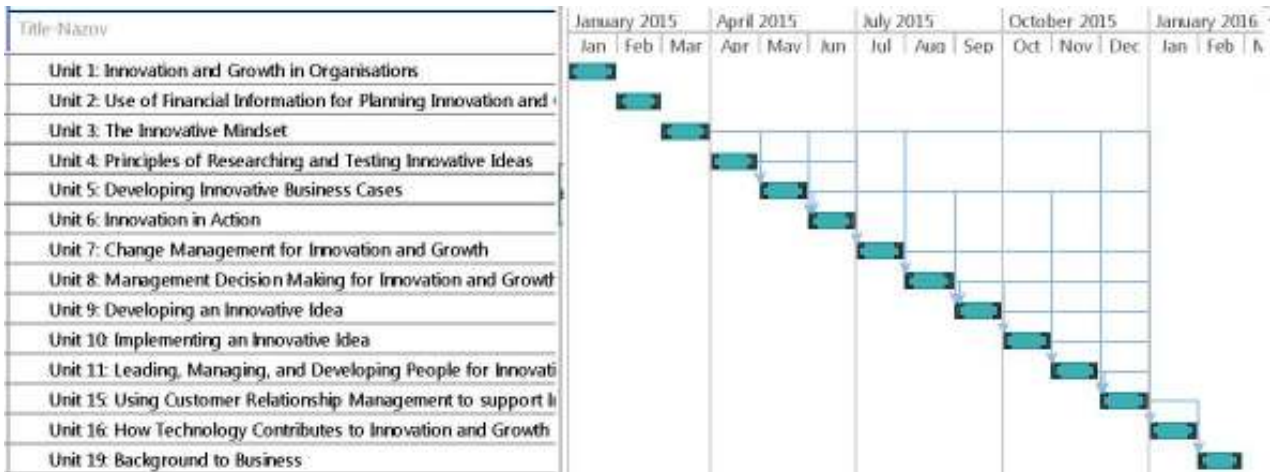 Title-Nazov
January 2015 April 2015 July 2015 October 2015 January 2016
Jan Feb Mar Apr May Jun Jul Aug Sep Oct Nov Dec Jan Feb M
Unit 1: Innovation and Growth in Organisations
Unit 2: Use of Financial Information for Planning Innovation and
Unit 3: The Innovative Mindset
Unit 4: Principles of Researching and Testing Innovative Ideas
Unit 5: Developing Innovative Business Cases
Unit 6: Innovation in Action
Unit 7: Change Management for Innovation and Growth
Unit 8: Management Decision Making for Innovation and Growth
Unit 9: Developing an Innovative Idea
Unit 10: Implementing an Innovative Idea
Unit 11: Leading, Managing, and Developing People for Innovati
Unit 15: Using Customer Relationship Management to support I
Unit 16: How Technology Contributes to Innovation and Growth
Unit 19: Background to Business